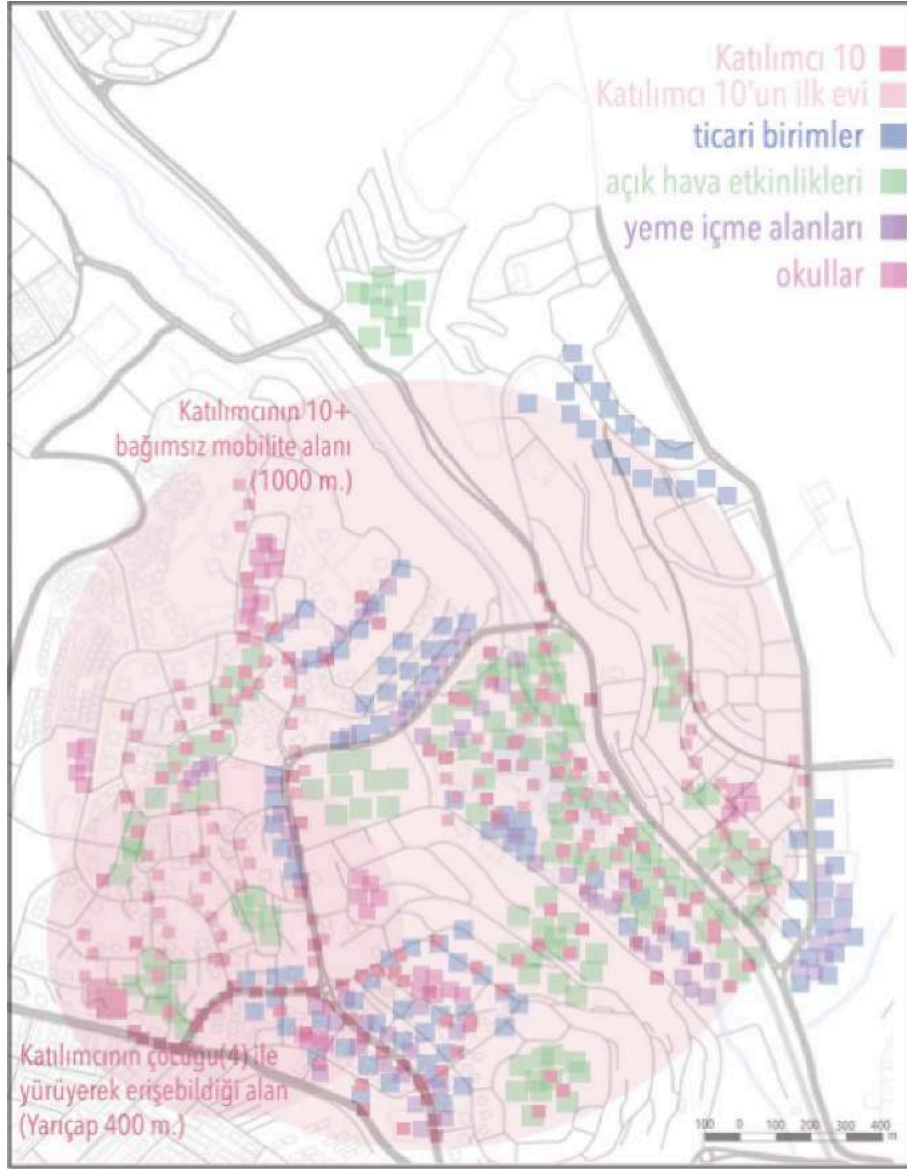 Katılımcı 10
Katılımcı 10'un ilk evi
ticari birimler
açık hava etkinlikleri
yeme içme alanları
okullar
Katılımcının 10+
bağımsız mobilite alanı
(1000 m.)
Katılımcının çocuğu(4) ile
yürüyerek erişebildiği alan
(Yarıçap 400 m.)
100 0 100 200 300 400
m